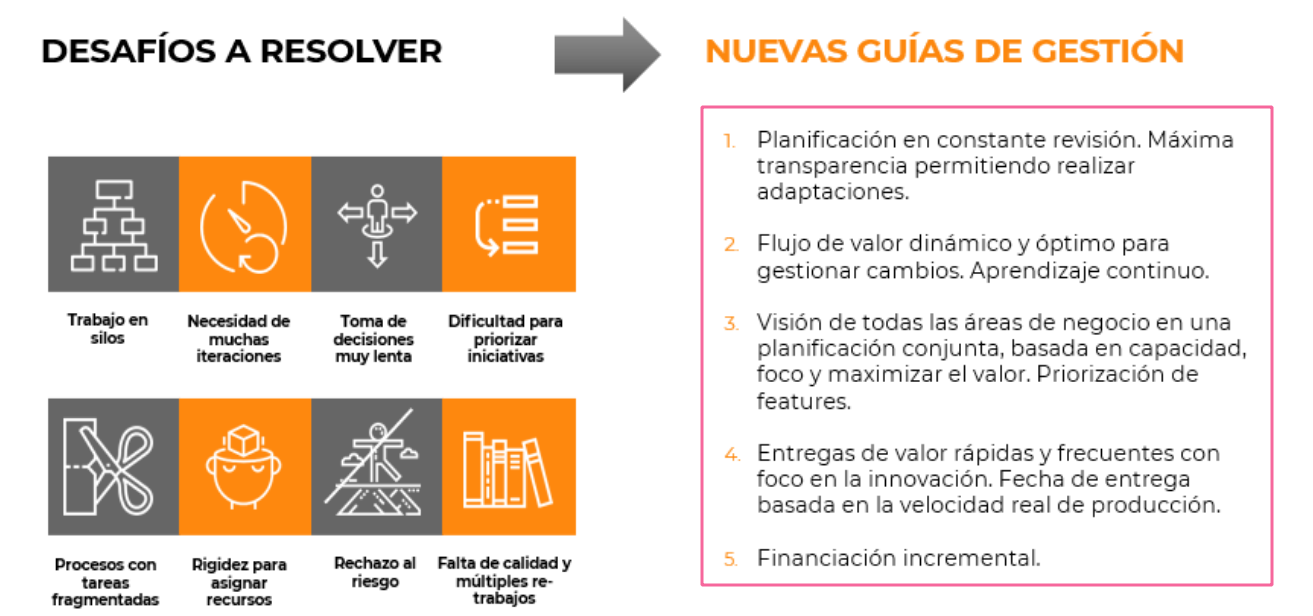 DESAFÍOS A RESOLVER
NUEVAS GUÍAS DE GESTIÓN
Trabajo en
silos
Necesidad de
muchas
iteraciones
Toma de
decisiones
muy lenta
Dificultad para
priorizar
iniciativas
Procesos con
tareas
fragmentadas
Rigidez para
asignar
recursos
Rechazo al
riesgo
Falta de calidad y
múltiples re-
trabajos
1. Planificación en constante revisión. Máxima
transparencia permitiendo realizar
adaptaciones.
2. Flujo de valor dinámico y óptimo para
gestionar cambios. Aprendizaje continuo.
3. Visión de todas las áreas de negocio en una
planificación conjunta, basada en capacidad,
foco y maximizar el valor. Priorización de
features.
4. Entregas de valor rápidas y frecuentes con
foco en la innovación. Fecha de entrega
basada en la velocidad real de producción.
5. Financiación incremental.